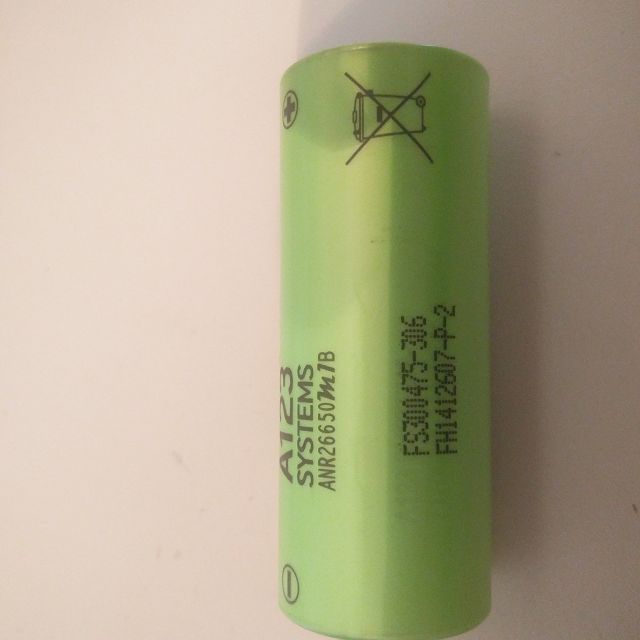 A123
SYSTEMS
ANR26650m1B
FS300475-306
FH1412607-P-2